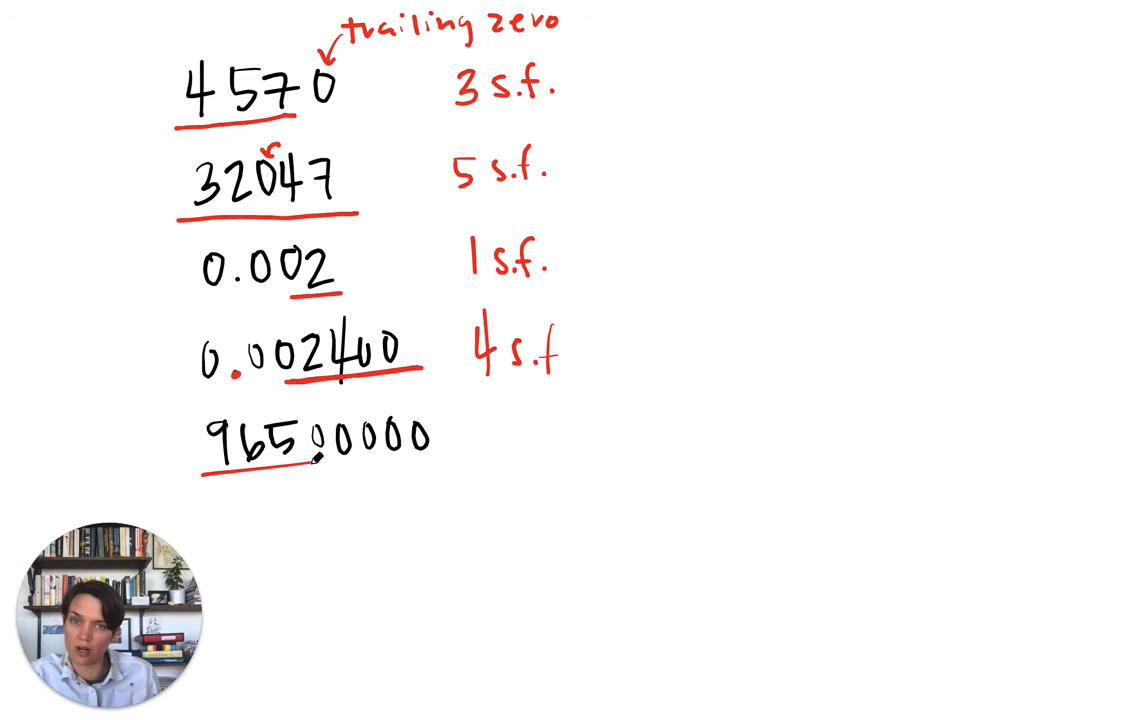 trailing zero
4570 3 s.f.
32047 5 s.f.
0.002 1 s.f.
0.002400 4 s.f
96500000